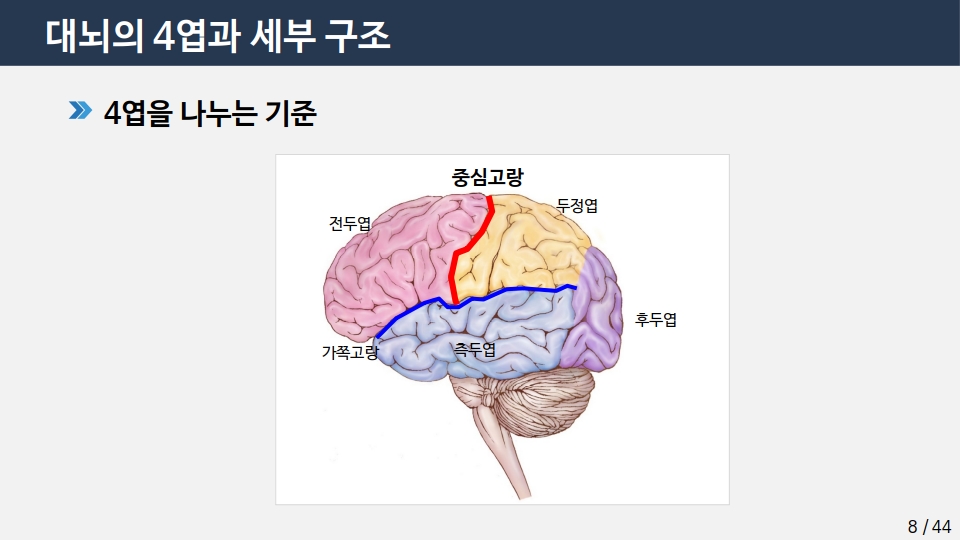 대뇌의 4엽과 세부 구조
4엽을 나누는 기준
중심고랑
두정엽
전두엽
후두엽
가쪽고랑
측두엽
8 / 44